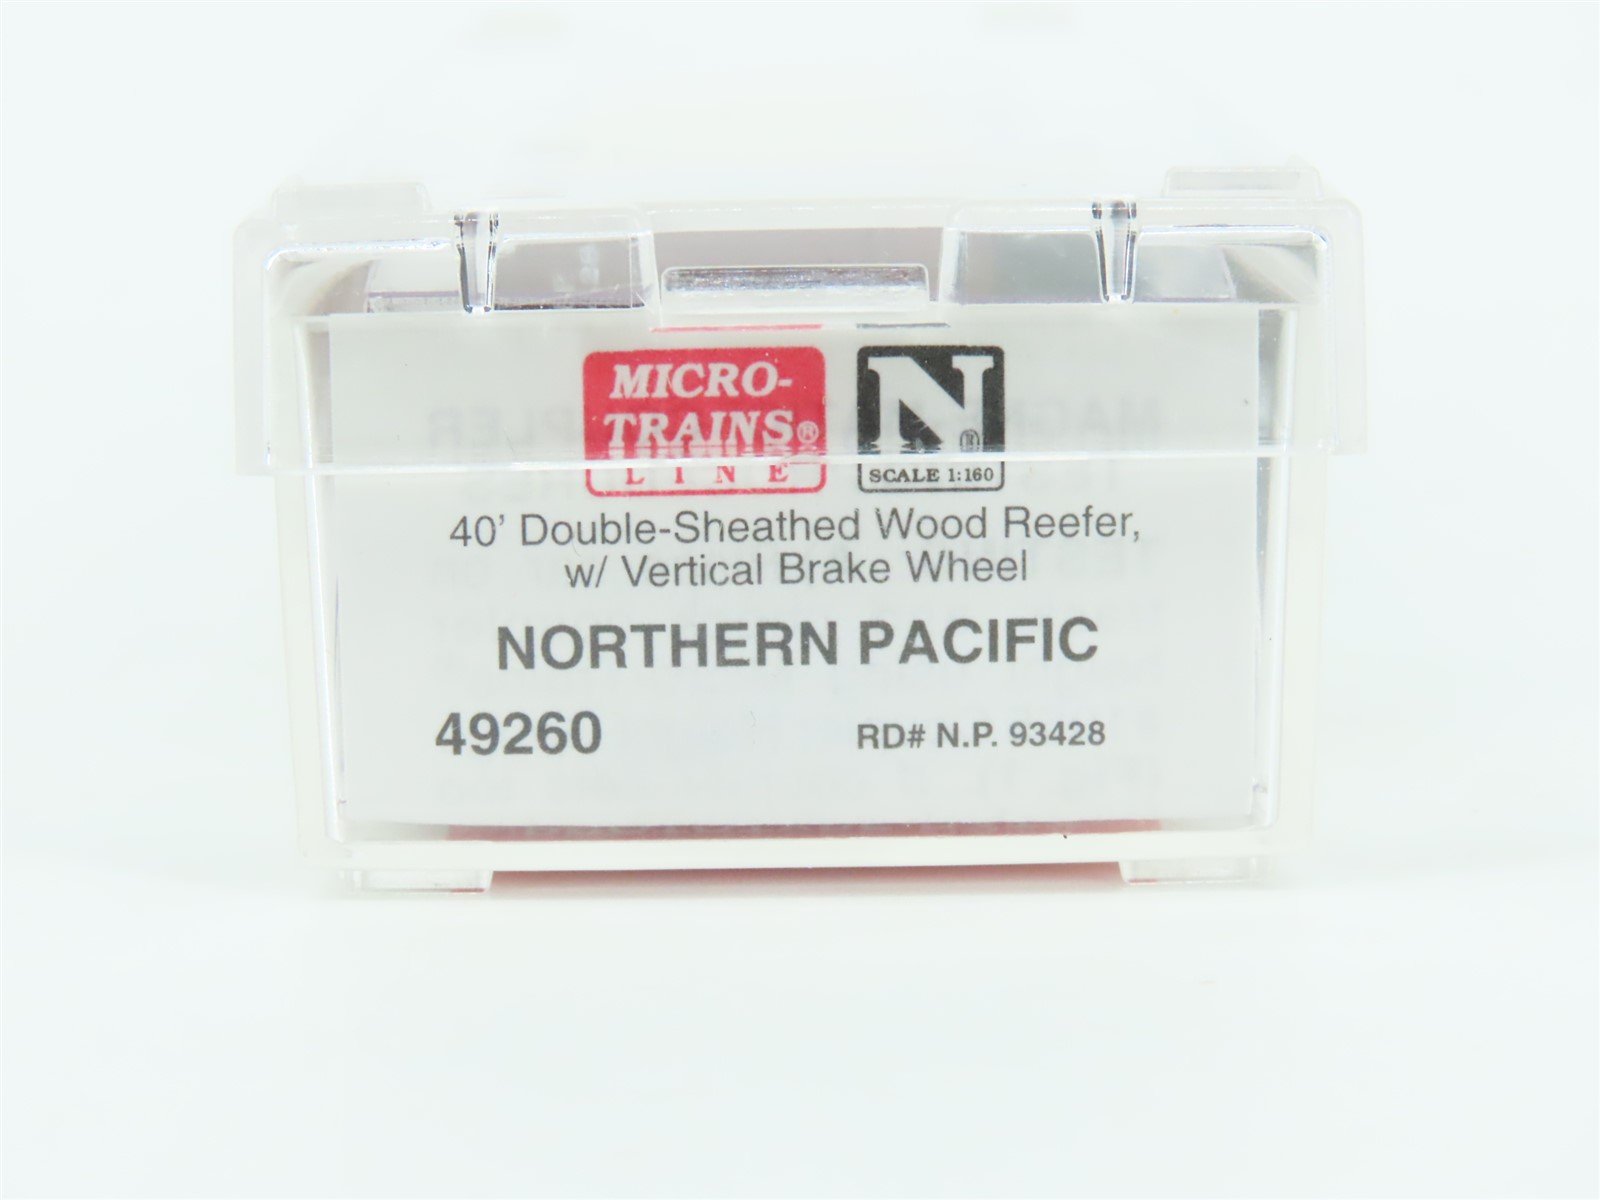 MICRO-
TRAINS®
LINE
N®
SCALE 1:160
40' Double-Sheathed Wood Reefer,
w/ Vertical Brake Wheel
NORTHERN PACIFIC
49260
RD# N.P. 93428